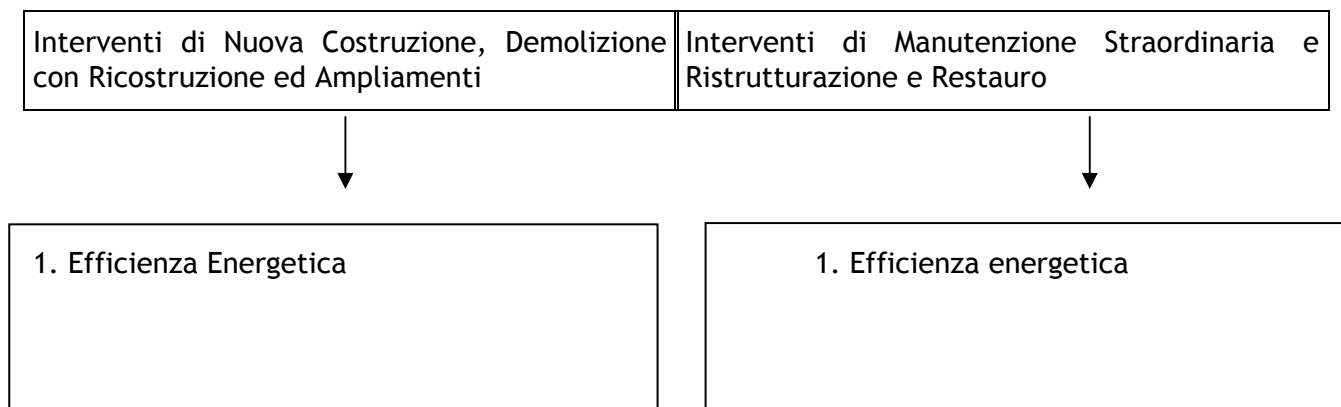 Interventi di Nuova Costruzione, Demolizione
con Ricostruzione ed Ampliamenti
Interventi di Manutenzione Straordinaria e
Ristrutturazione e Restauro
1. Efficienza Energetica
1. Efficienza energetica